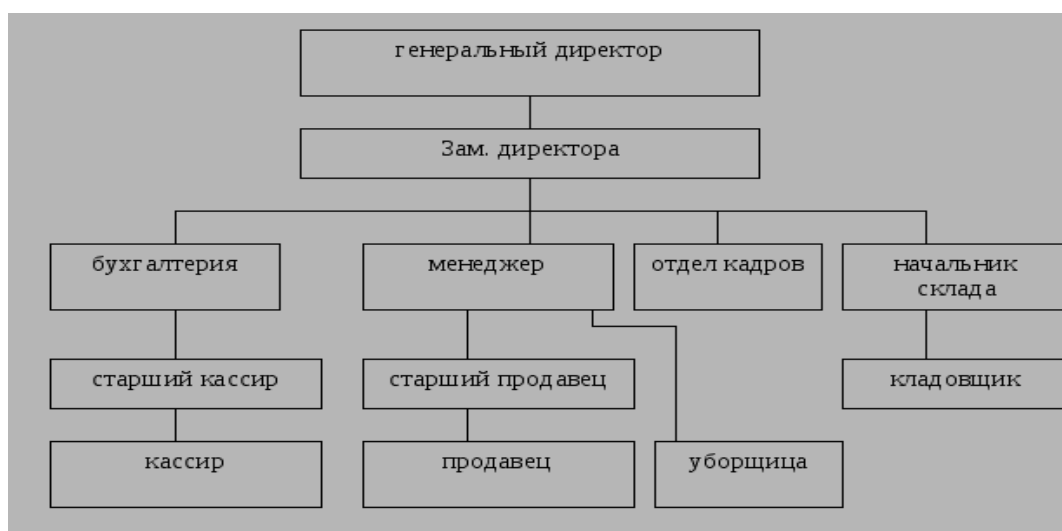 генеральный директор
Зам. директора
бухгалтерия
менеджер
отдел кадров
начальник
склада
старший кассир
старший продавец
кладовщик
кассир
продавец
уборщица